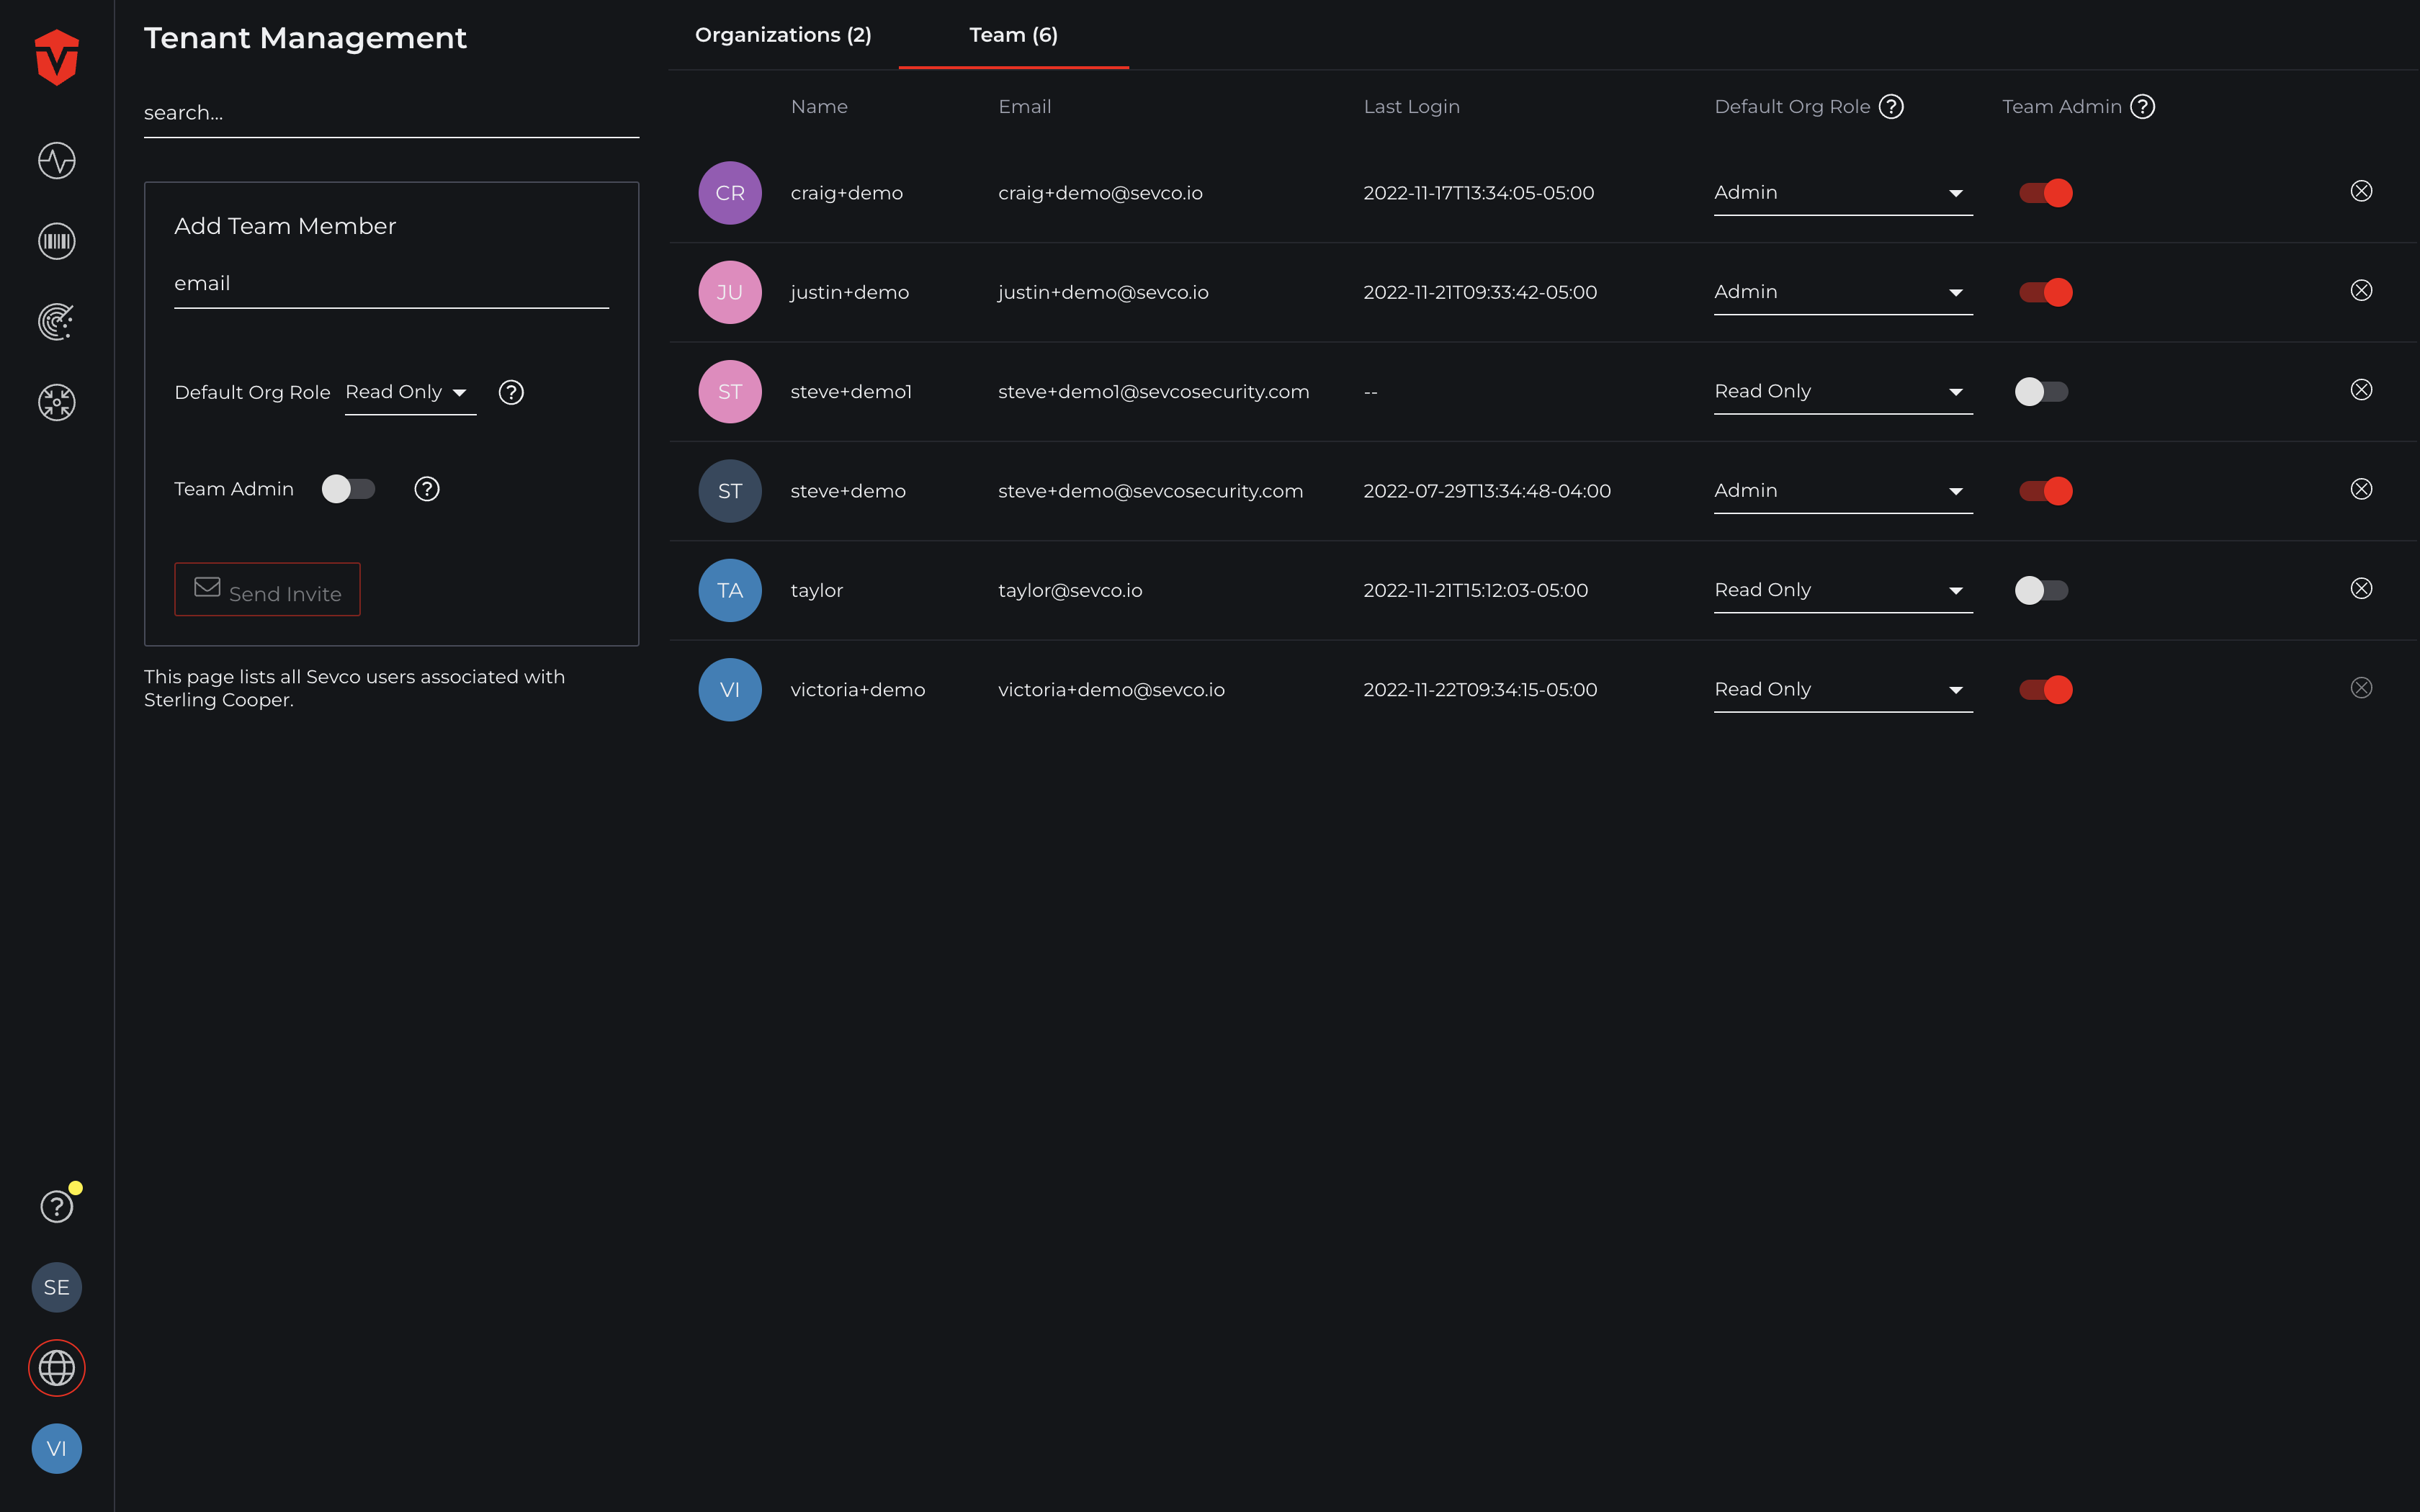 Tenant Management
search...
Add Team Member
email
Default Org Role Read Only
Team Admin
Send Invite
This page lists all Sevco users associated with
Sterling Cooper.
Organizations (2) Team (6)
Name Email Last Login Default Org Role Team Admin
CR craig+demo craig+demo@sevco.io 2022-11-17T13:34:05-05:00 Admin
JU justin+demo justin+demo@sevco.io 2022-11-21T09:33:42-05:00 Admin
ST steve+demo1 steve+demo1@sevcosecurity.com -- Read Only
ST steve+demo steve+demo@sevcosecurity.com 2022-07-29T13:34:48-04:00 Admin
TA taylor taylor@sevco.io 2022-11-21T15:12:03-05:00 Read Only
VI victoria+demo victoria+demo@sevco.io 2022-11-22T09:34:15-05:00 Read Only
SE
VI